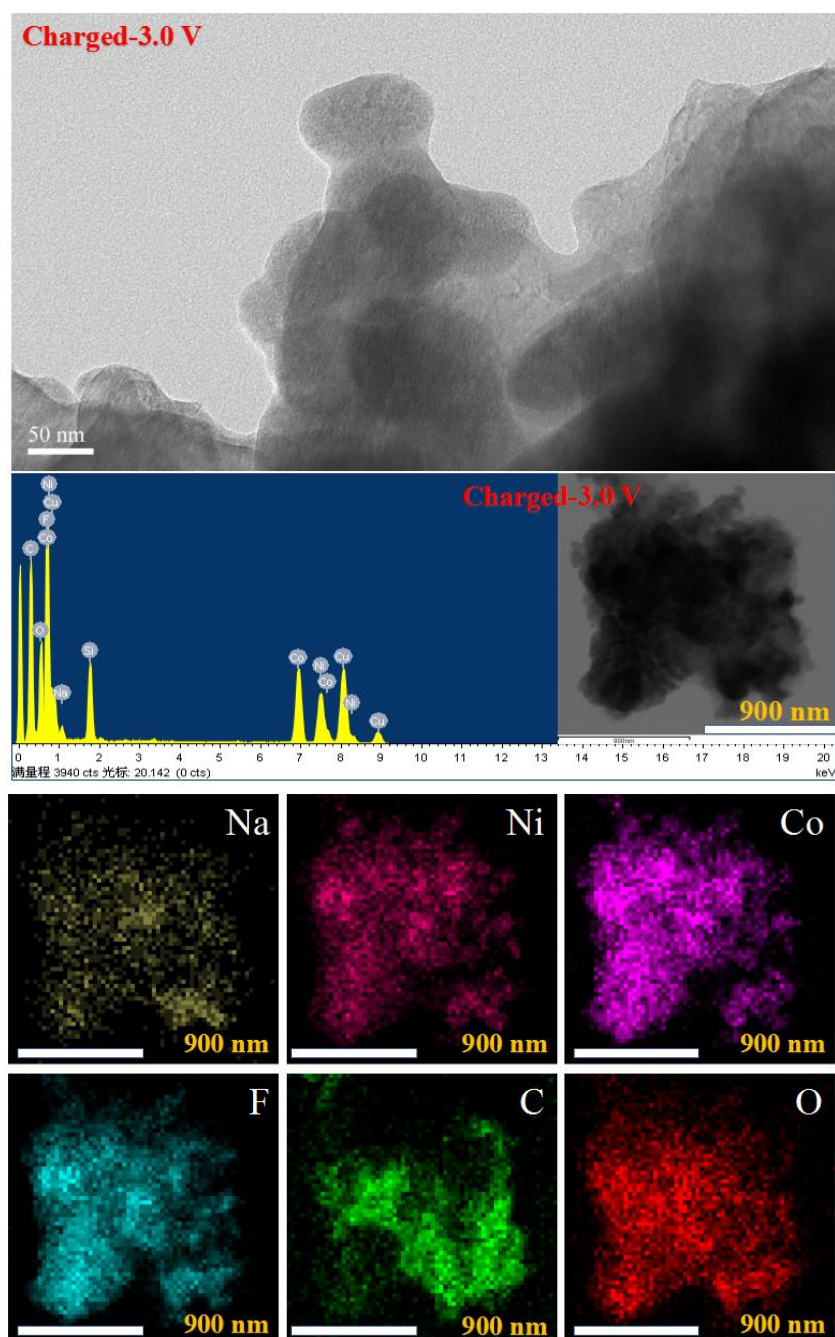 Charged-3.0 V
50 nm
Charged-3.0 V
Ni
Cu
F
Co
C
O
Na
Si
Co
Ni
Co
Cu
Ni
Cu
900 nm
900nm
0 1 2 3 4 5 6 7 8 9 10 11 12 13 14 15 16 17 18 19 20
满量程 3940 cts 光标: 20.142 (0 cts) keV
Na Ni Co
900 nm 900 nm 900 nm
F C O
900 nm 900 nm 900 nm